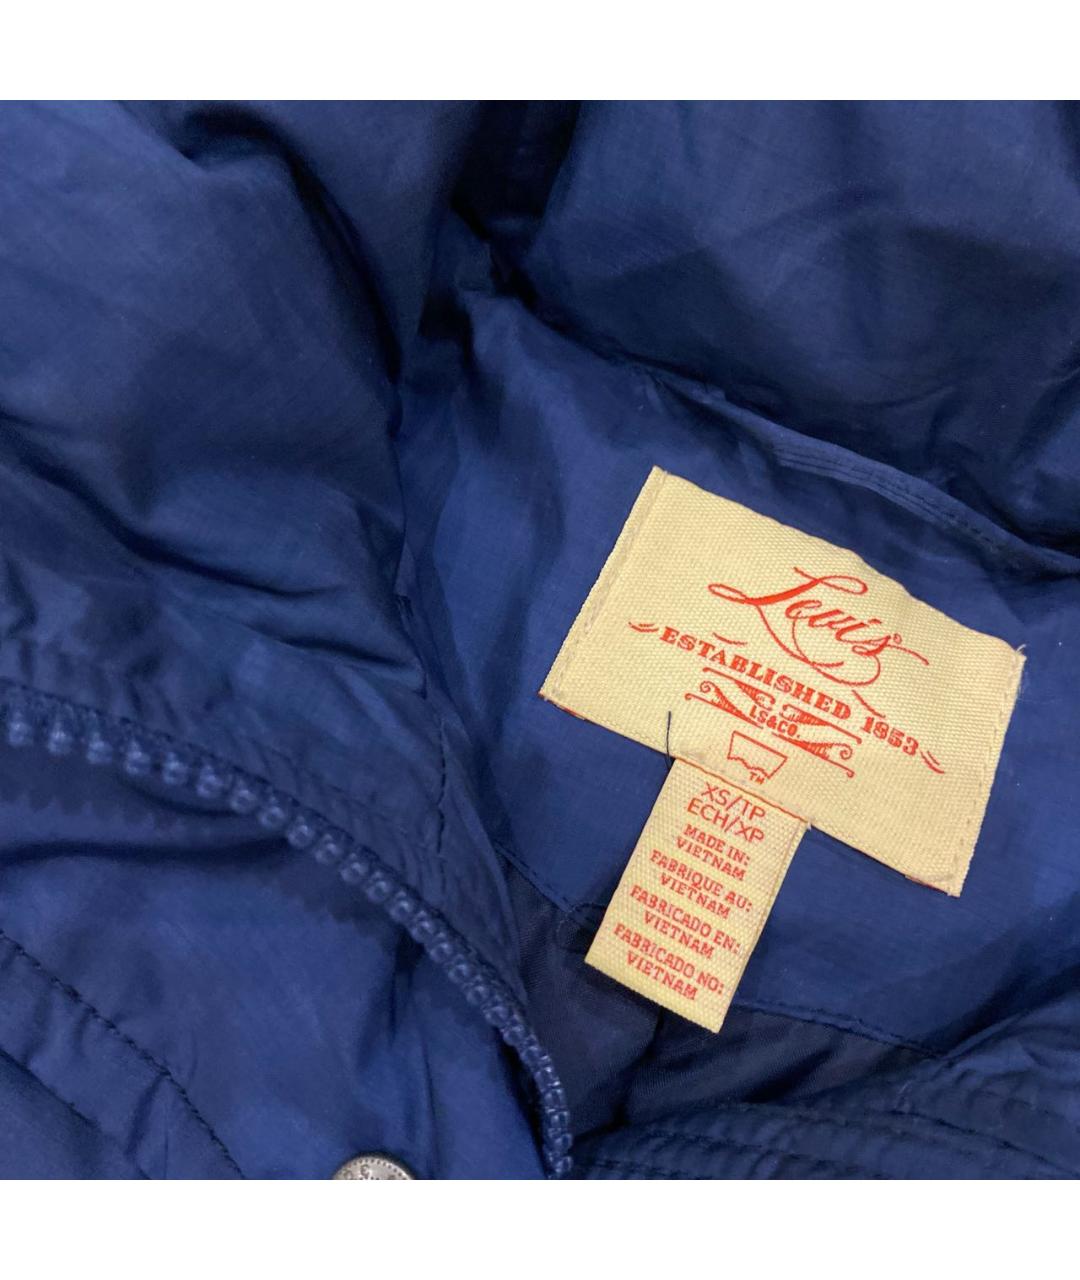 Levi's®
ESTABLISHED 1853
LS&CO.
TM
XS/TP
ECH/XP
MADE IN:
VIETNAM
FABRIQUE AU:
VIETNAM
FABRICADO EN:
VIETNAM
FABRICADO NO:
VIETNAM